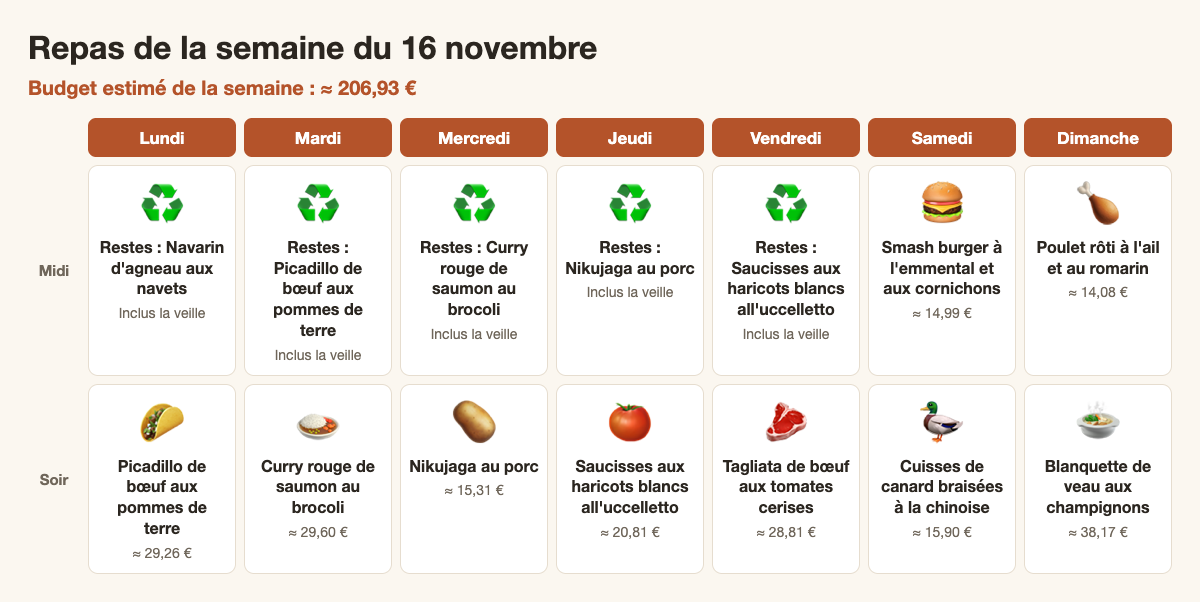 Repas de la semaine du 16 novembre
Budget estimé de la semaine : ≈ 206,93 €
Lundi
Mardi
Mercredi
Jeudi
Vendredi
Samedi
Dimanche
Midi
Restes : Navarin
d'agneau aux
navets
Inclus la veille
Restes :
Picadillo de
bœuf aux
pommes de
terre
Inclus la veille
Restes : Curry
rouge de
saumon au
brocoli
Inclus la veille
Restes :
Nikujaga au porc
Inclus la veille
Restes :
Saucisses aux
haricots blancs
all'uccelletto
Inclus la veille
Smash burger à
l'emmental et
aux cornichons
≈ 14,99 €
Poulet rôti à l'ail
et au romarin
≈ 14,08 €
Soir
Picadillo de
bœuf aux
pommes de
terre
≈ 29,26 €
Curry rouge de
saumon au
brocoli
≈ 29,60 €
Nikujaga au porc
≈ 15,31 €
Saucisses aux
haricots blancs
all'uccelletto
≈ 20,81 €
Tagliata de bœuf
aux tomates
cerises
≈ 28,81 €
Cuisses de
canard braisées
à la chinoise
≈ 15,90 €
Blanquette de
veau aux
champignons
≈ 38,17 €